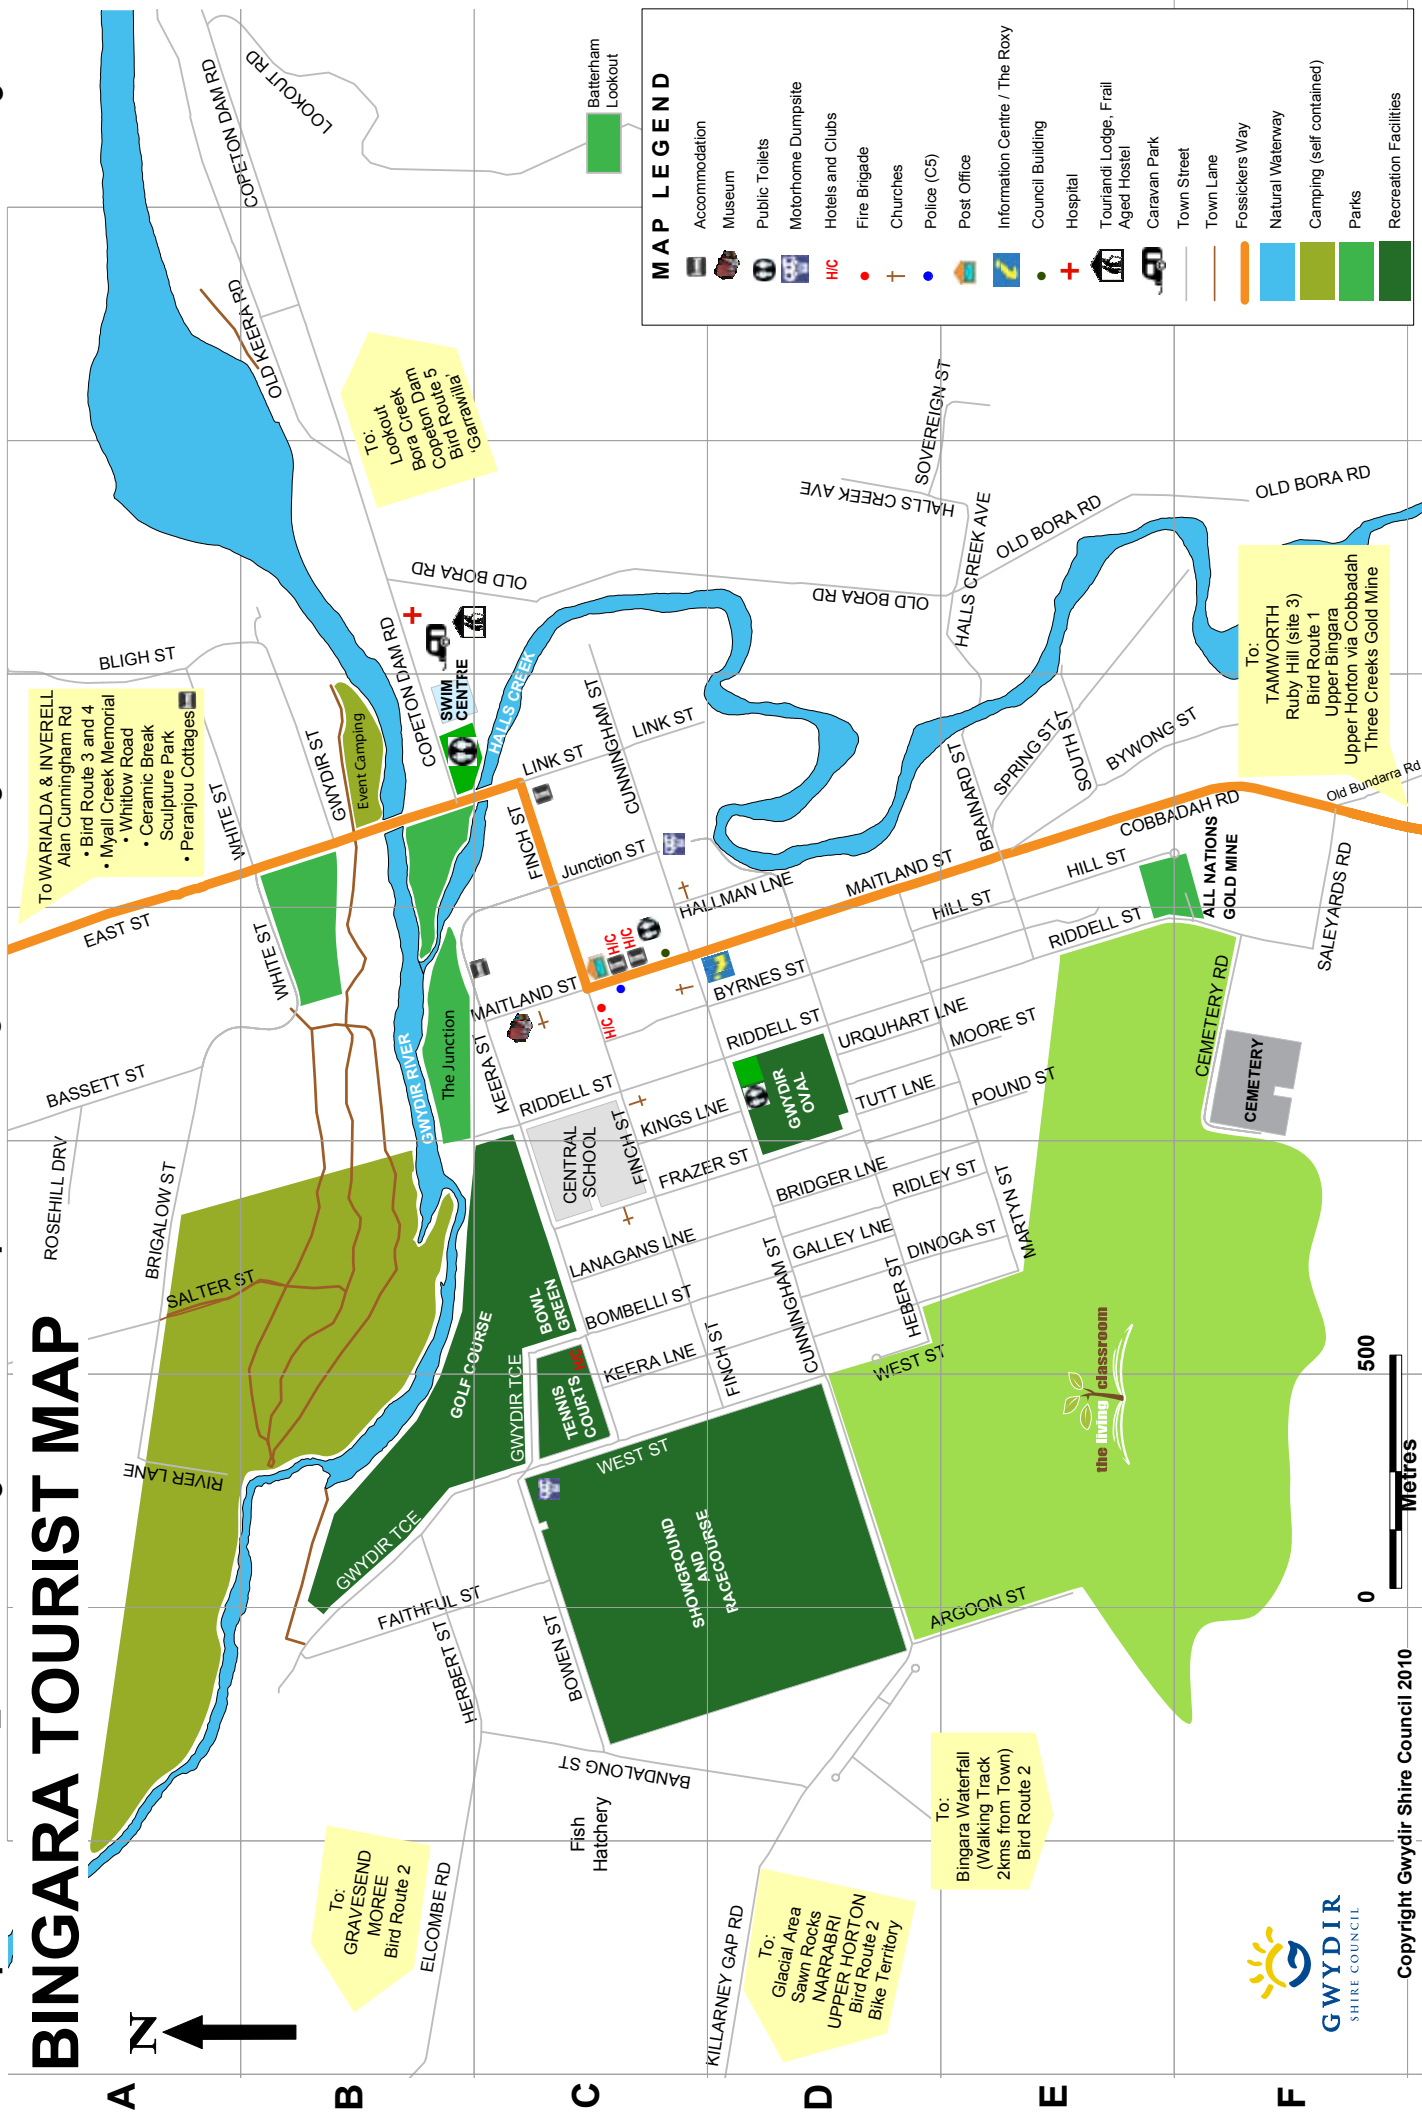 BINGARA TOURIST MAP
N
A
B
C
D
E
F
To WARIALDA & INVERELL
Alan Cunningham Rd
• Bird Route 3 and 4
• Myall Creek Memorial
• Whitlow Road
• Ceramic Break
Sculpture Park
• Peranjou Cottages
To:
Lookout
Bora Creek
Copeton Dam
Bird Route 5
'Garrawilla'
To:
GRAVESEND
MOREE
Bird Route 2
To:
Glacial Area
Sawn Rocks
NARRABRI
UPPER HORTON
Bird Route 2
Bike Territory
To:
Bingara Waterfall
(Walking Track
2kms from Town)
Bird Route 2
To:
TAMWORTH
Ruby Hill (site 3)
Bird Route 1
Upper Bingara
Upper Horton via Cobbadah
Three Creeks Gold Mine
ROSEHILL DRV
BASSETT ST
BRIGALOW ST
SALTER ST
RIVER LANE
EAST ST
WHITE ST
WHITE ST
BLIGH ST
GWYDIR ST
Event Camping
COPETON DAM RD
COPETON DAM RD
COPETON DAM RD
LOOKOUT RD
OLD KEERA RD
Batterham
Lookout
OLD BORA RD
OLD BORA RD
OLD BORA RD
OLD BORA RD
SWIM
CENTRE
HALLS CREEK
GWYDIR RIVER
The Junction
KEERA ST
MAITLAND ST
FINCH ST
LINK ST
LINK ST
CUNNINGHAM ST
Junction ST
HALLMAN LNE
MAITLAND ST
H/C
H/C
H/C
H/C
BYRNES ST
RIDDELL ST
RIDDELL ST
RIDDELL ST
CENTRAL
SCHOOL
FINCH ST
KINGS LNE
FRAZER ST
GWYDIR
OVAL
URQUHART LNE
MOORE ST
TUTT LNE
POUND ST
BRIDGER LNE
RIDLEY ST
GALLEY LNE
DINOGA ST
MARTYN ST
LANAGANS LNE
BOMBELLI ST
KEERA LNE
FINCH ST
CUNNINGHAM ST
HEBER ST
WEST ST
WEST ST
GOLF COURSE
BOWL
GREEN
TENNIS
COURTS
GWYDIR TCE
GWYDIR TCE
FAITHFUL ST
HERBERT ST
BOWEN ST
SHOWGROUND
AND
RACECOURSE
BANDALONG ST
Fish
Hatchery
ELCOMBE RD
KILLARNEY GAP RD
ARGOON ST
the living classroom
HALLS CREEK AVE
HALLS CREEK AVE
SOVEREIGN ST
BRAINARD ST
SPRING ST
SOUTH ST
BYWONG ST
COBBADAH RD
Old Bundarra Rd
HILL ST
HILL ST
ALL NATIONS
GOLD MINE
SALEYARDS RD
CEMETERY RD
CEMETERY
MAP LEGEND
Accommodation
Museum
Public Toilets
Motorhome Dumpsite
H/C Hotels and Clubs
Fire Brigade
Churches
Police (C5)
Post Office
Information Centre / The Roxy
Council Building
Hospital
Touriandi Lodge, Frail
Aged Hostel
Caravan Park
Town Street
Town Lane
Fossickers Way
Natural Waterway
Camping (self contained)
Parks
Recreation Facilities
0 500
Metres
GWYDIR
SHIRE COUNCIL
Copyright Gwydir Shire Council 2010